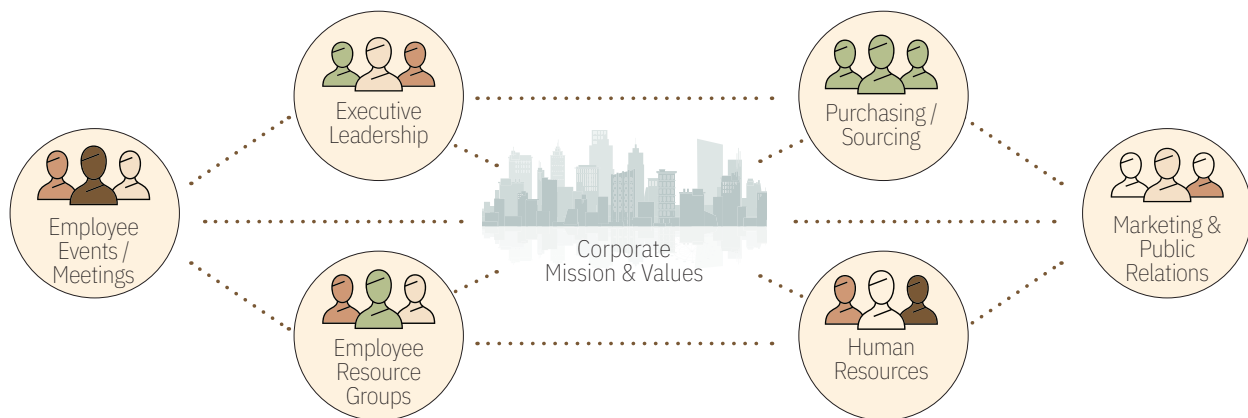 Executive
Leadership
Purchasing /
Sourcing
Employee
Events /
Meetings
Corporate
Mission & Values
Marketing &
Public
Relations
Employee
Resource
Groups
Human
Resources